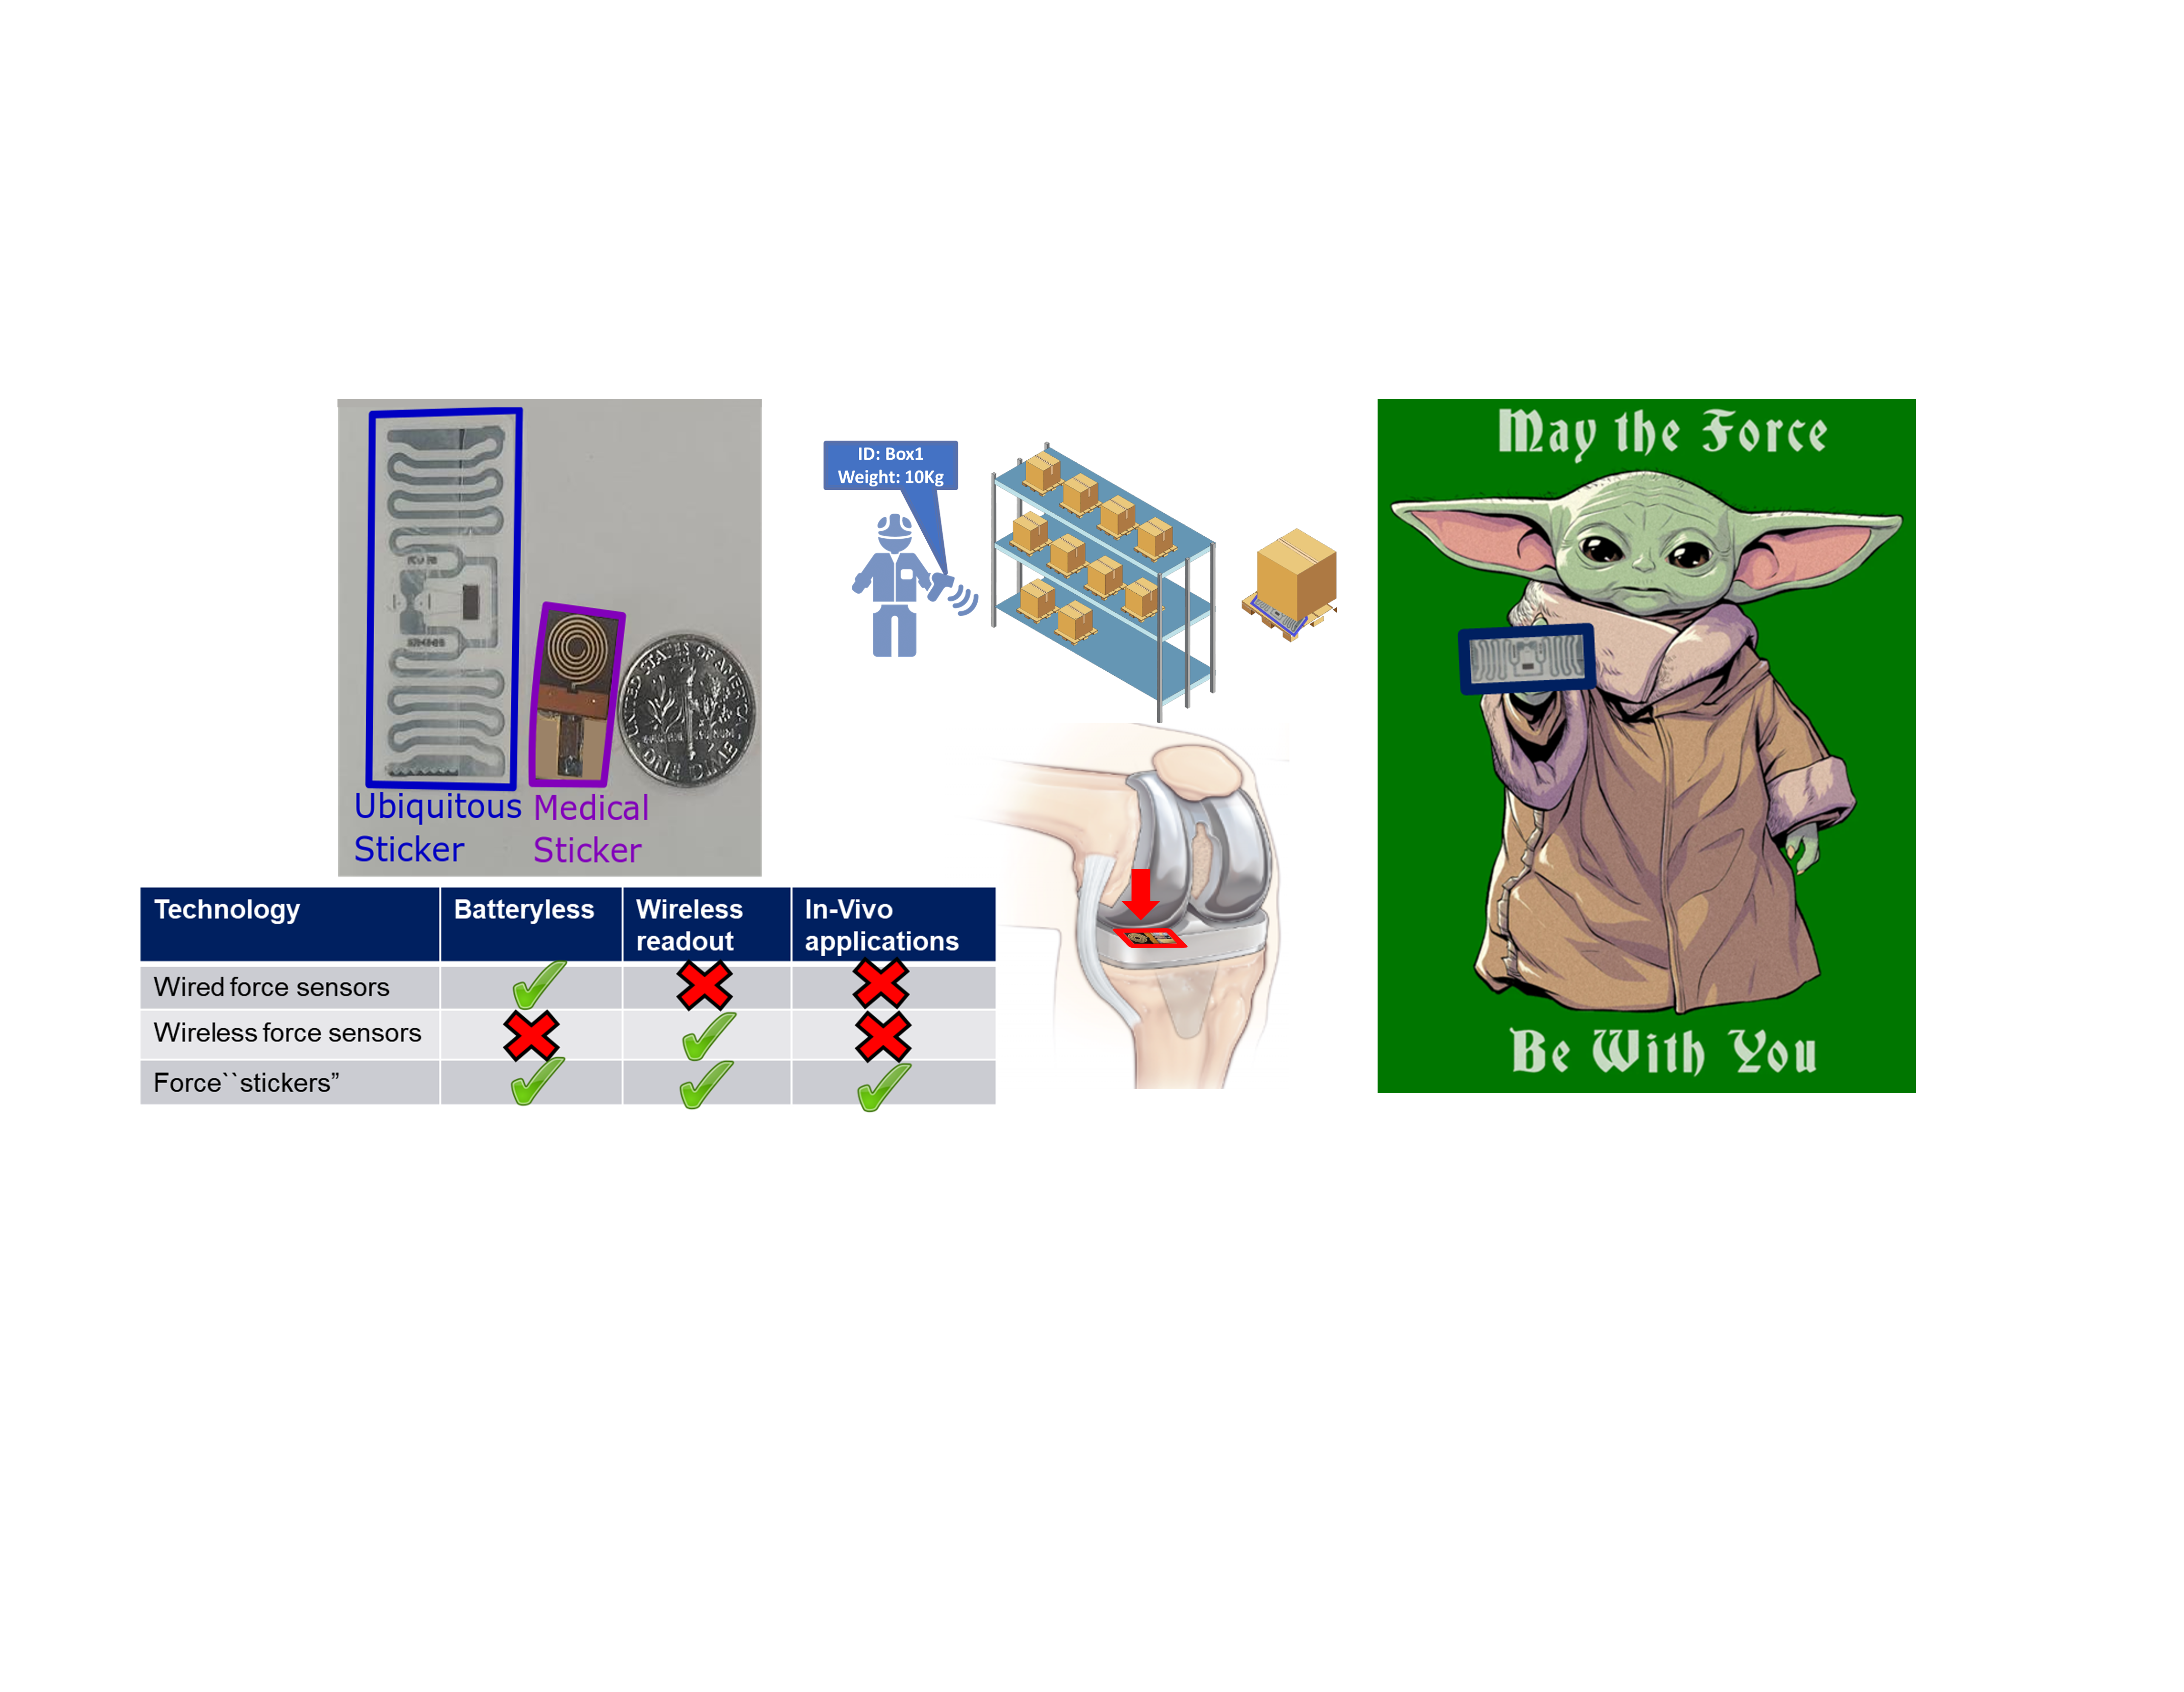 Ubiquitous
Sticker
Medical
Sticker
UNITED STATES OF AMERICA
ONE DIME
ID: Box1
Weight: 10Kg
May the Force
Be With You
Technology Batteryless Wireless readout In-Vivo applications
Wired force sensors
Wireless force sensors
Force``stickers”